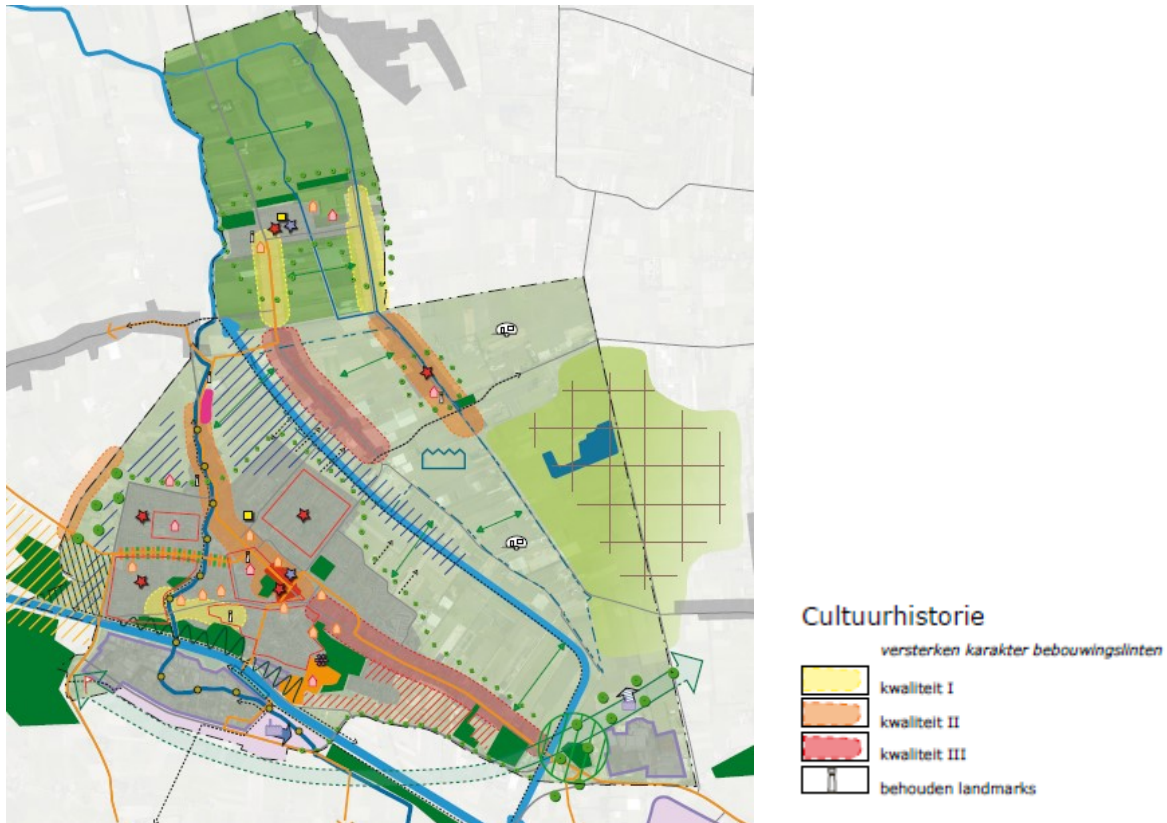 Cultuurhistorie
versterken karakter bebouwingslinten
kwaliteit I
kwaliteit II
kwaliteit III
behouden landmarks